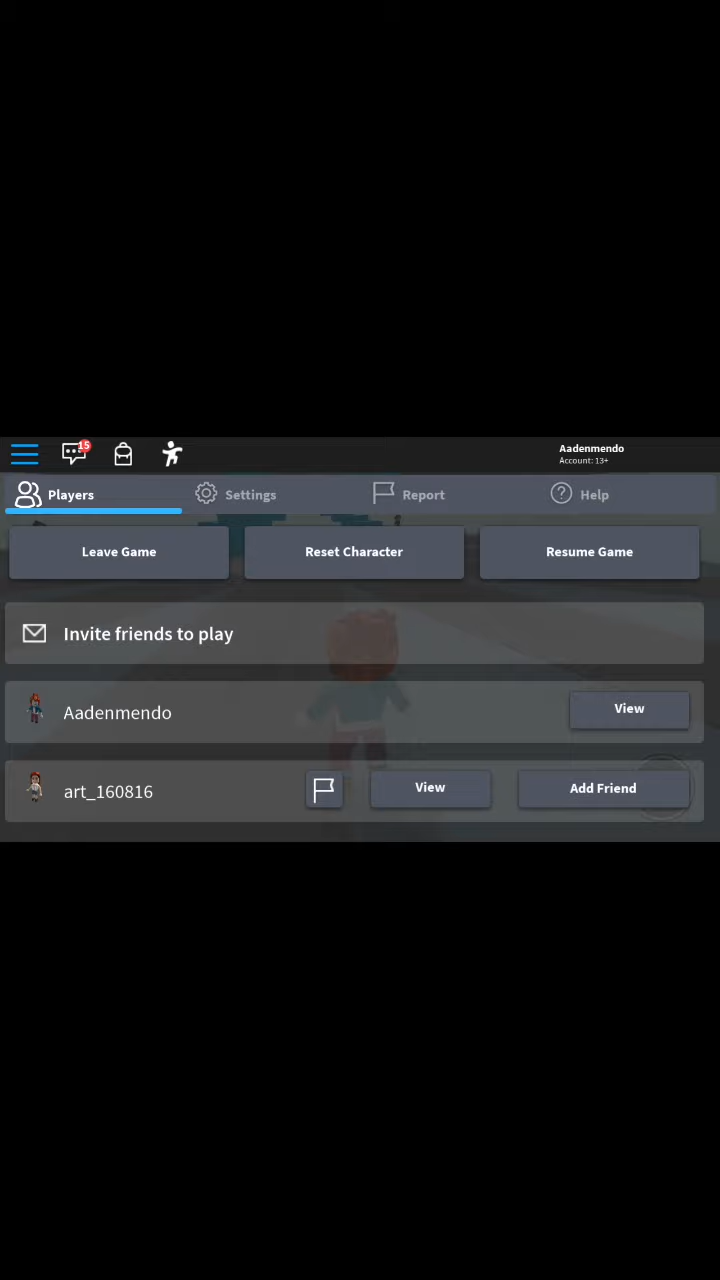 15
Aadenmendo
Account: 13+
Players Settings Report Help
Leave Game Reset Character Resume Game
Invite friends to play
Aadenmendo View
art_160816 View Add Friend